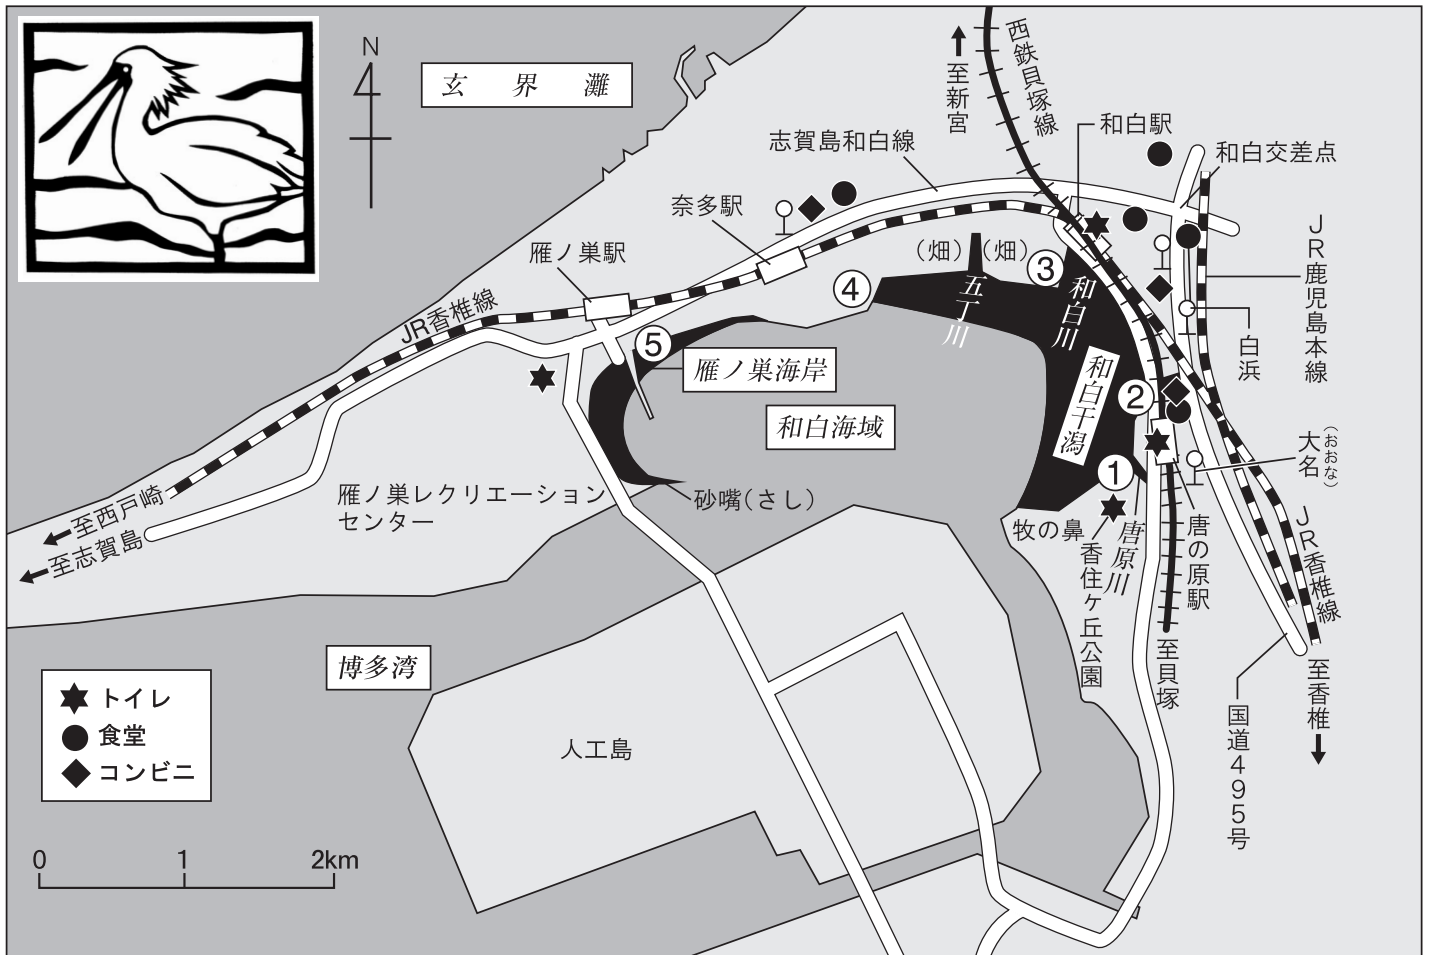 N
玄界灘
至新宮
西鉄貝塚線
和白駅
志賀島和白線
和白交差点
奈多駅
雁ノ巣駅
(畑)
(畑)
JR鹿児島本線
JR香椎線
③
④
五丁川
和白川
⑤
雁ノ巣海岸
和白干潟
②
白浜
和白海域
大名
(おおな)
①
雁ノ巣レクリエーション
センター
砂嘴(さし)
至西戸崎
至志賀島
牧の鼻
唐原川
香住ヶ丘公園
唐の原駅
JR香椎線
至貝塚
至香椎
国道495号
博多湾
人工島
トイレ
食堂
コンビニ
0 1 2km